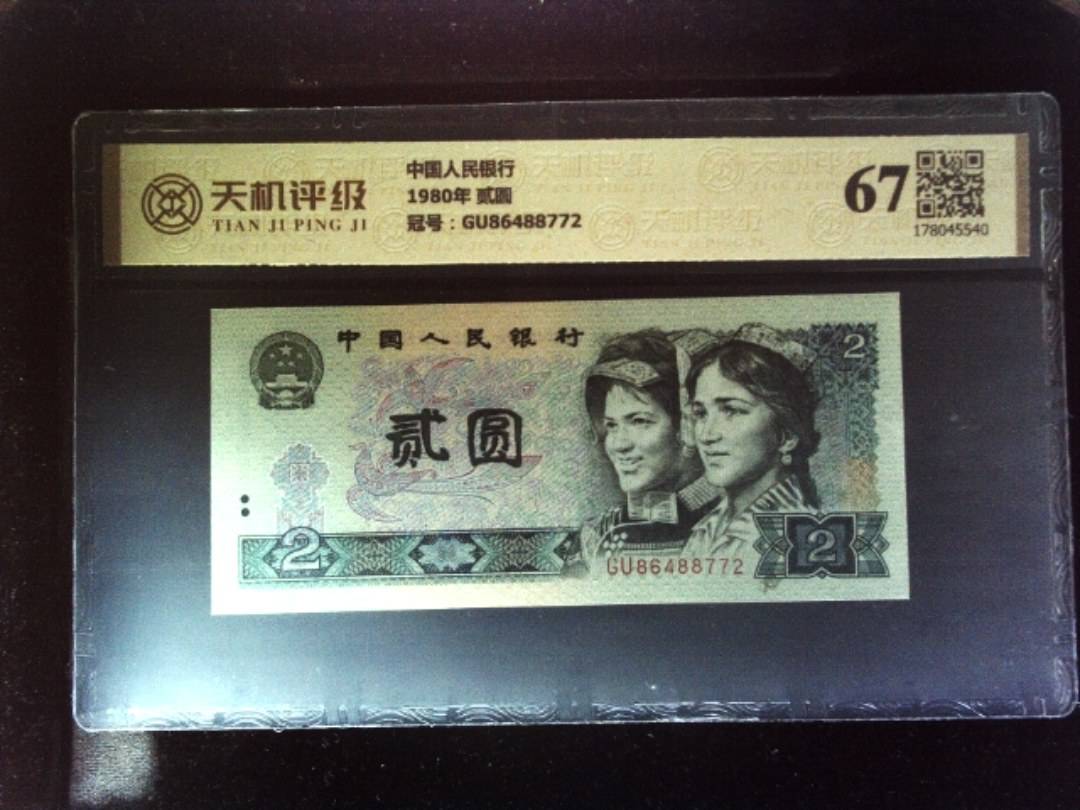 天机评级
TIAN JI PING JI
中国人民银行
1980年 贰圆
冠号：GU86488772
67
178045540
中国人民银行
2
贰圆
2
2
GU86488772